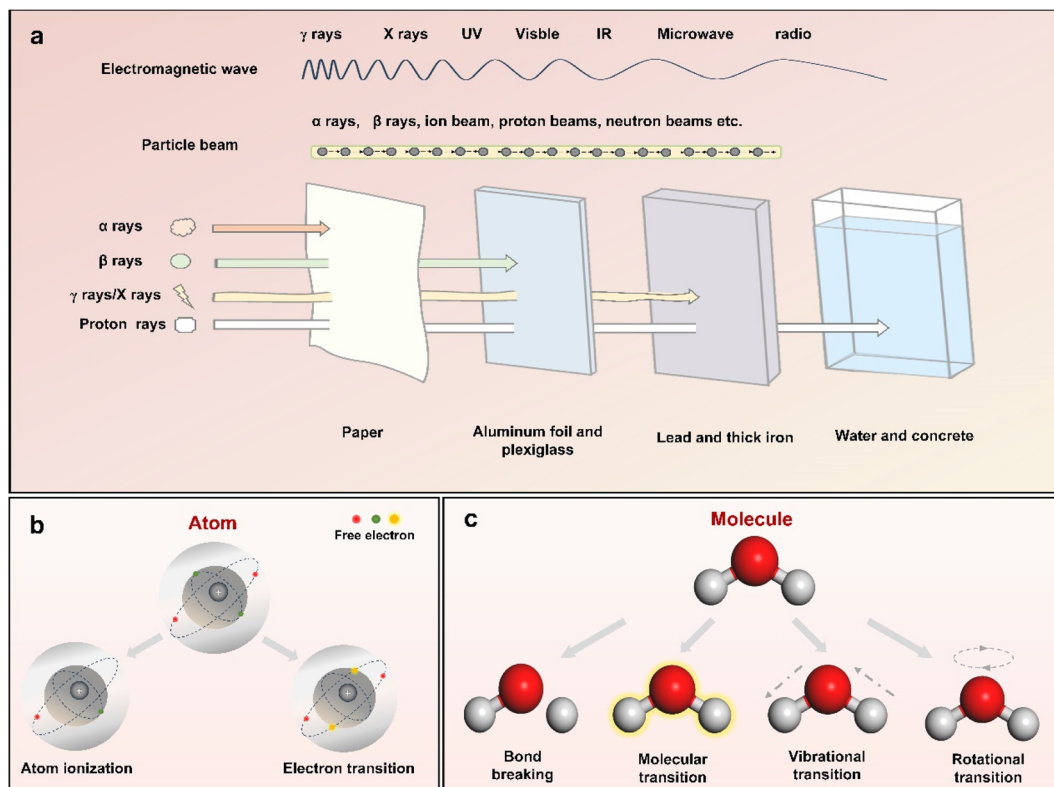 a
γ rays X rays UV Visble IR Microwave radio
Electromagnetic wave
α rays, β rays, ion beam, proton beams, neutron beams etc.
Particle beam
α rays
β rays
γ rays/X rays
Proton rays
Paper
Aluminum foil and
plexiglass
Lead and thick iron
Water and concrete
b
Atom
Free electron
+
+
+
Atom ionization
Electron transition
c
Molecule
Bond
breaking
Molecular
transition
Vibrational
transition
Rotational
transition